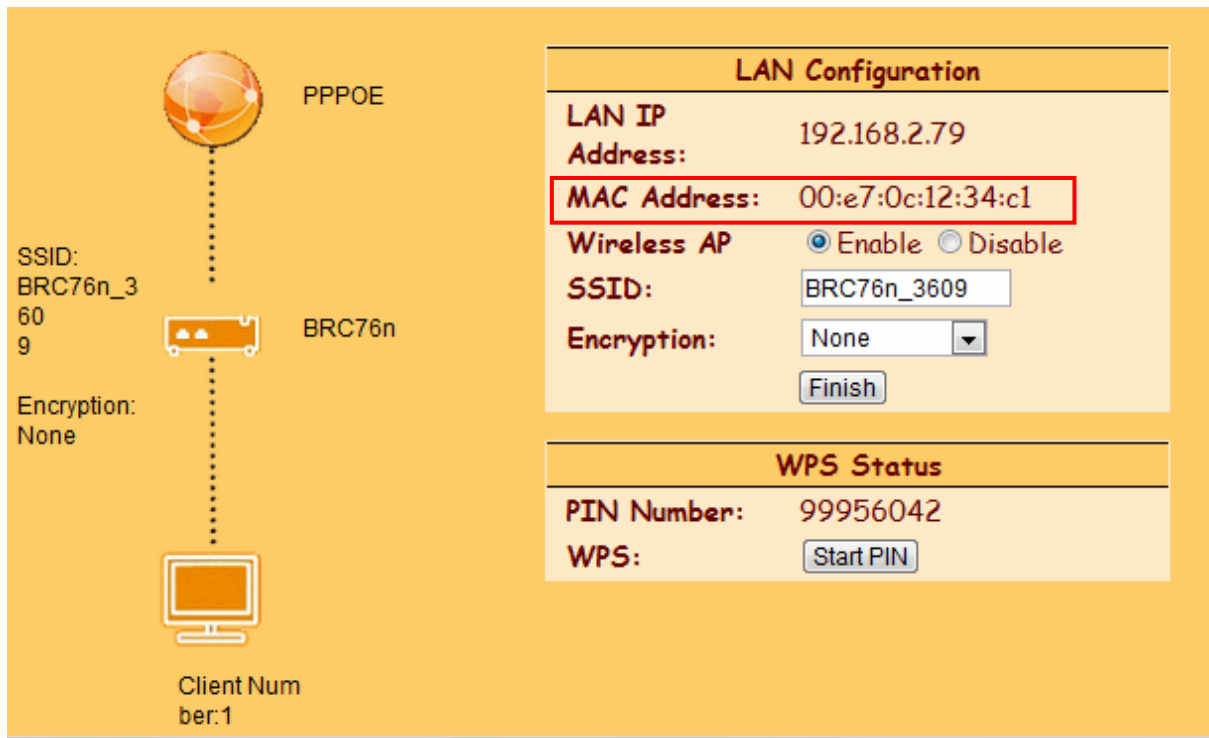 PPPOE
SSID:
BRC76n_3
60
9
BRC76n
Encryption:
None
Client Num
ber:1
LAN Configuration
LAN IP
Address:
192.168.2.79
MAC Address: 00:e7:0c:12:34:c1
Wireless AP Enable Disable
SSID: BRC76n_3609
Encryption: None
Finish
WPS Status
PIN Number: 99956042
WPS: Start PIN